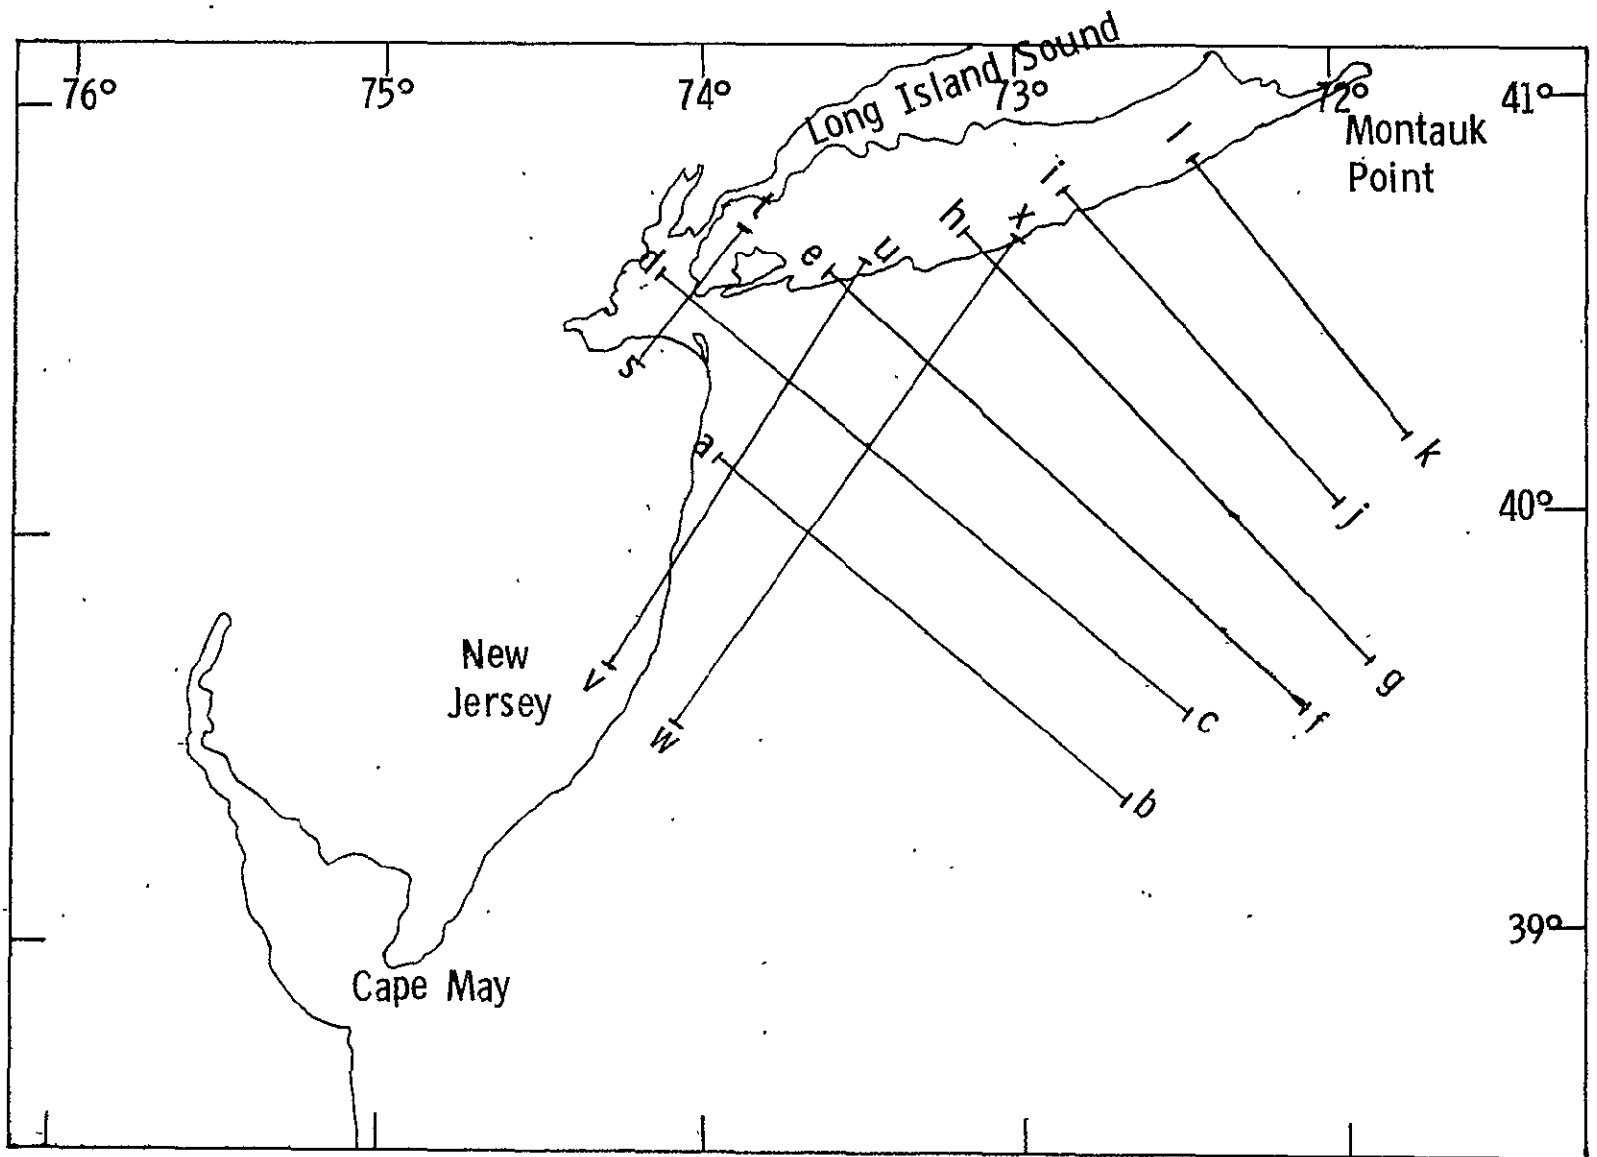 76°
75°
74°
73°
72°
41°
Long Island Sound
Montauk
Point
l
i
x
h
t
u
e
d
s
a
k
j
40°
New
Jersey
v
w
g
f
c
b
39°
Cape May